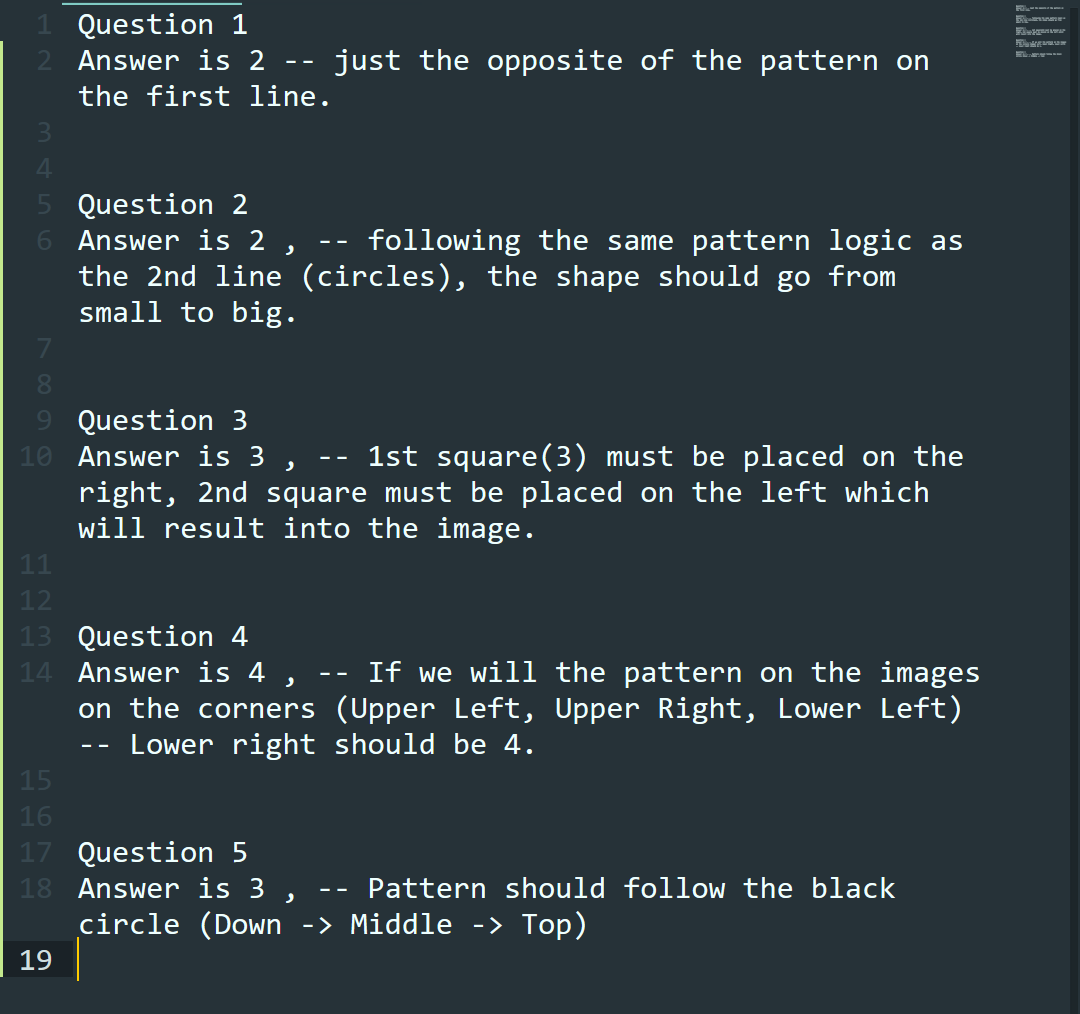 1 Question 1
2 Answer is 2 -- just the opposite of the pattern on
the first line.
3
4
5 Question 2
6 Answer is 2 , -- following the same pattern logic as
the 2nd line (circles), the shape should go from
small to big.
7
8
9 Question 3
10 Answer is 3 , -- 1st square(3) must be placed on the
right, 2nd square must be placed on the left which
will result into the image.
11
12
13 Question 4
14 Answer is 4 , -- If we will the pattern on the images
on the corners (Upper Left, Upper Right, Lower Left)
-- Lower right should be 4.
15
16
17 Question 5
18 Answer is 3 , -- Pattern should follow the black
circle (Down -> Middle -> Top)
19